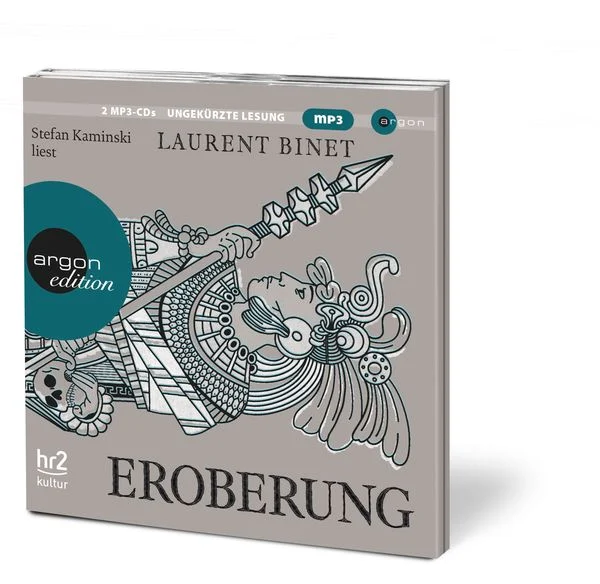 2 MP3-CDs UNGEKÜRZTE LESUNG mp3 argon
Stefan Kaminski
liest
LAURENT BINET
argon
edition
hr2
kultur
EROBERUNG